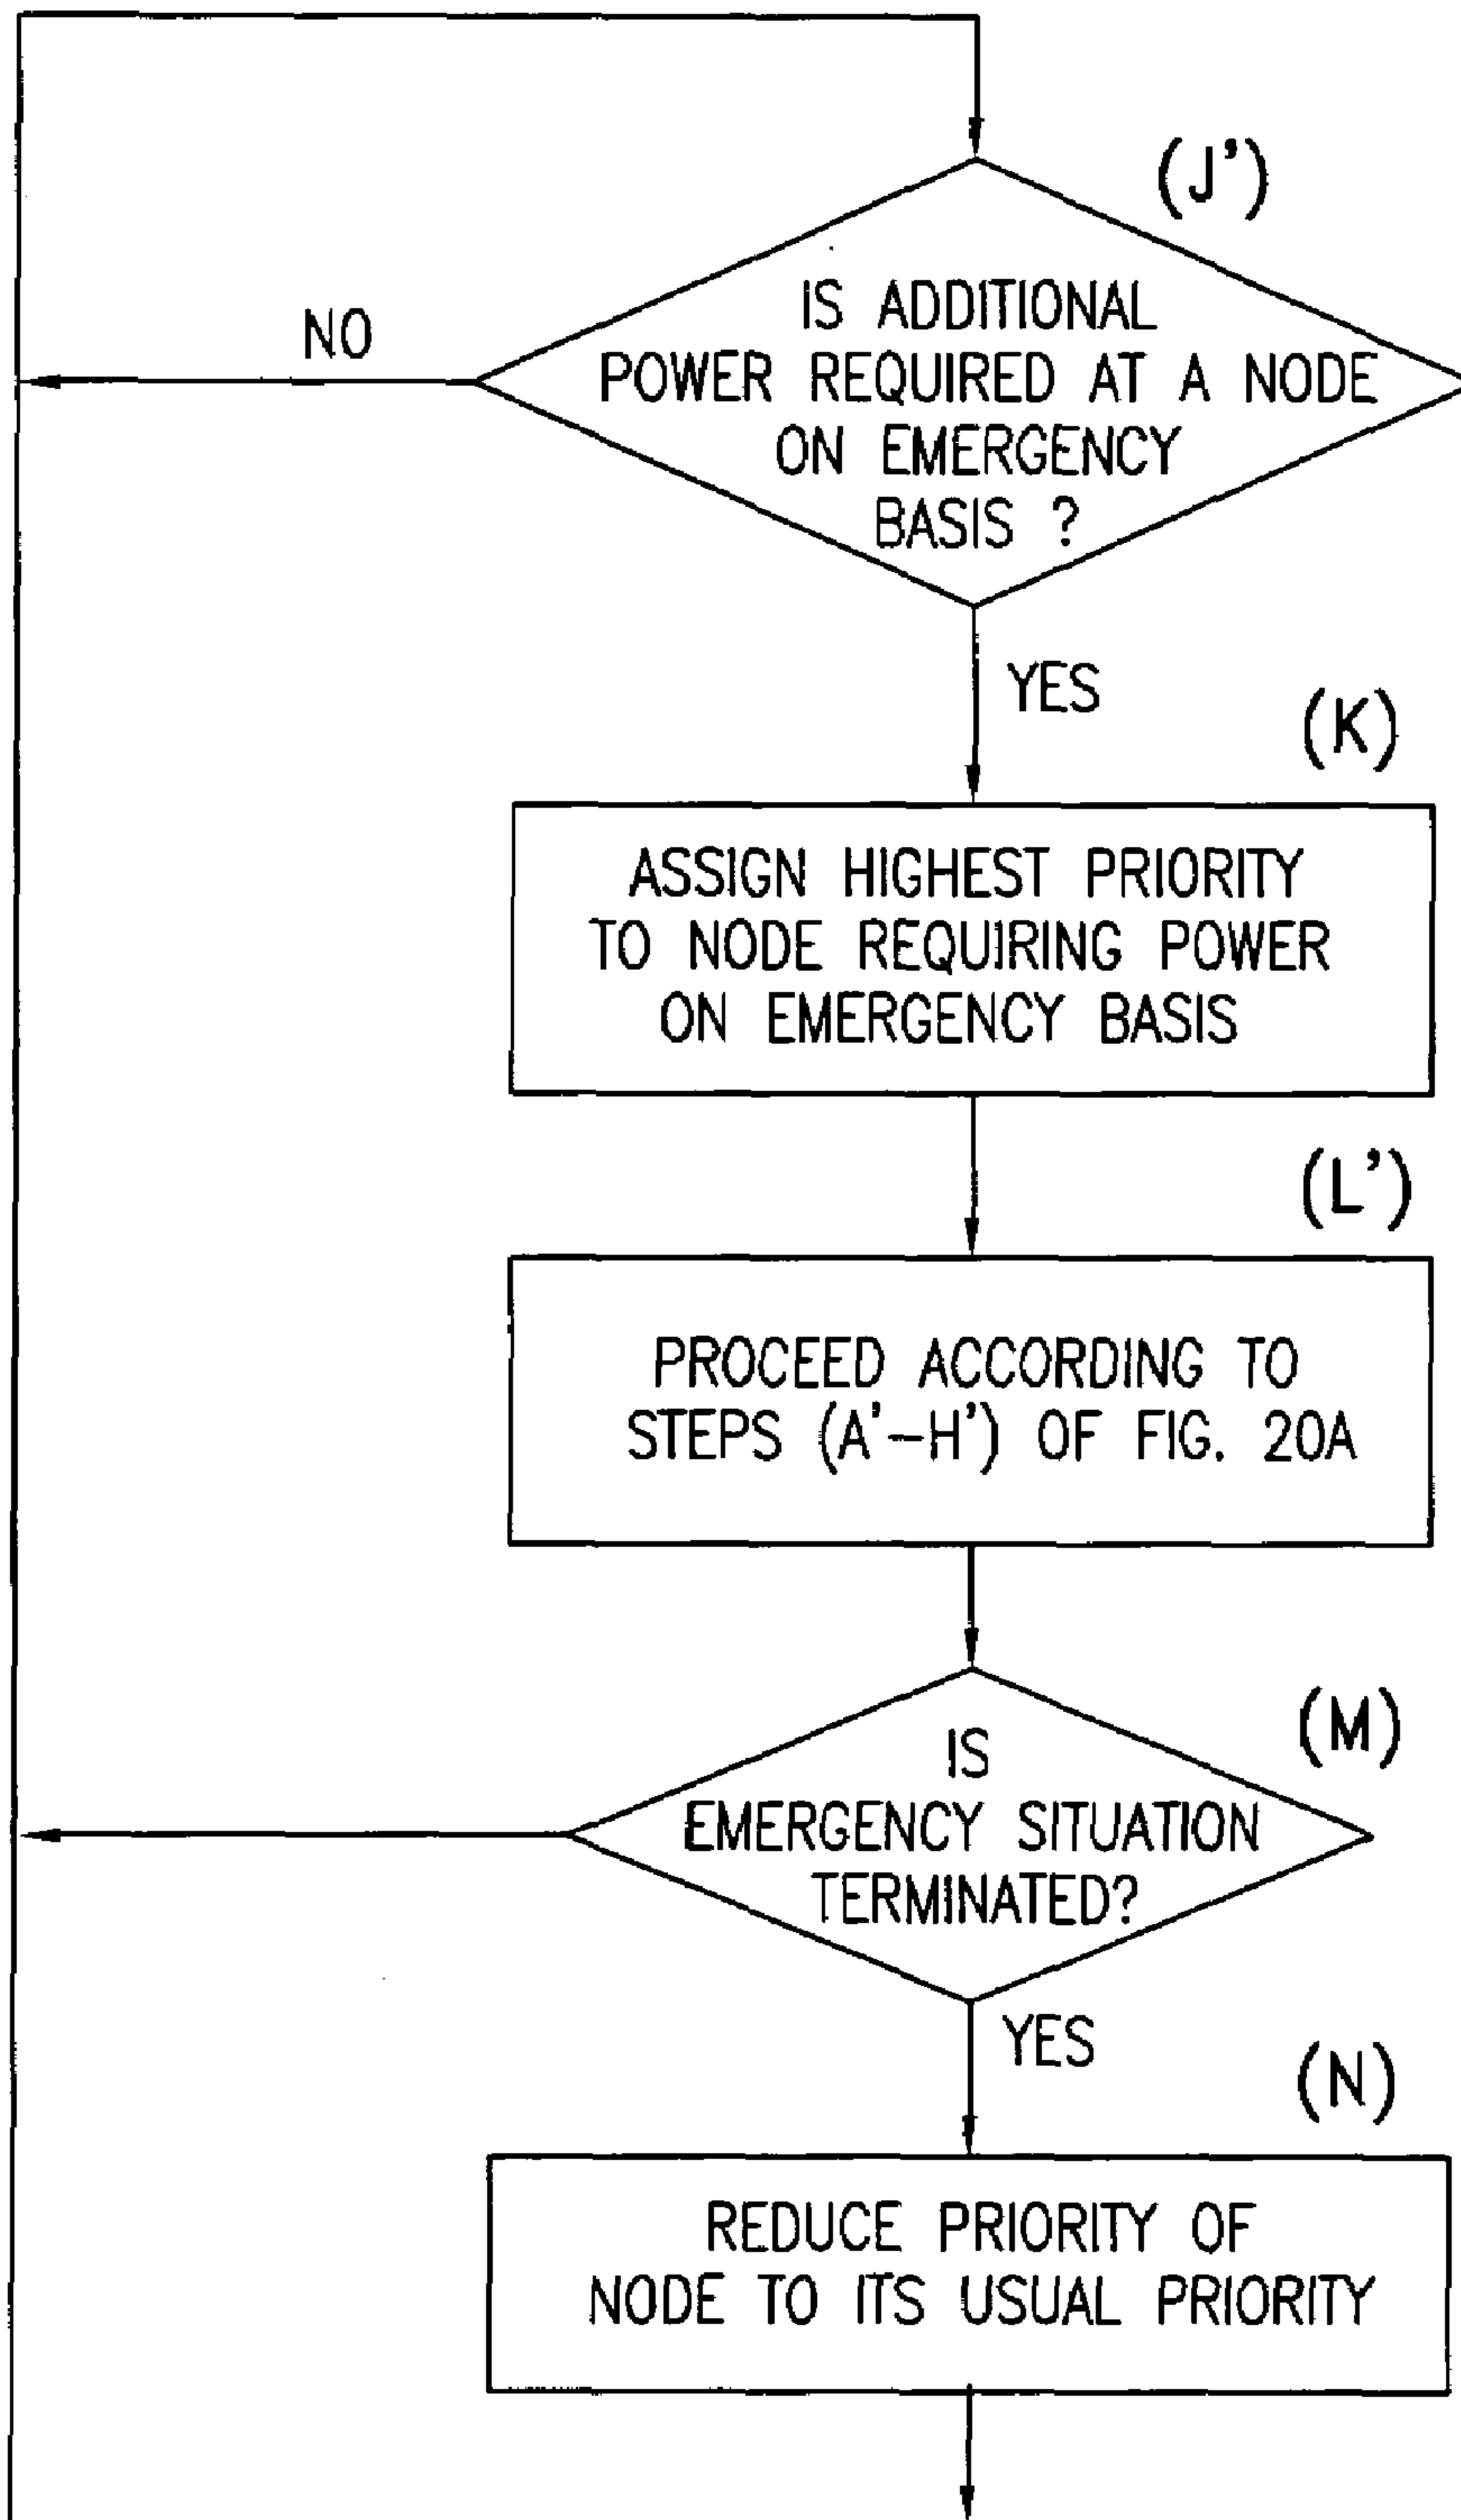 (J')
IS ADDITIONAL
POWER REQUIRED AT A NODE
ON EMERGENCY
BASIS ?
NO
YES
(K)
ASSIGN HIGHEST PRIORITY
TO NODE REQUIRING POWER
ON EMERGENCY BASIS
(L')
PROCEED ACCORDING TO
STEPS (A'–H') OF FIG. 20A
(M)
IS
EMERGENCY SITUATION
TERMINATED?
YES
(N)
REDUCE PRIORITY OF
NODE TO ITS USUAL PRIORITY